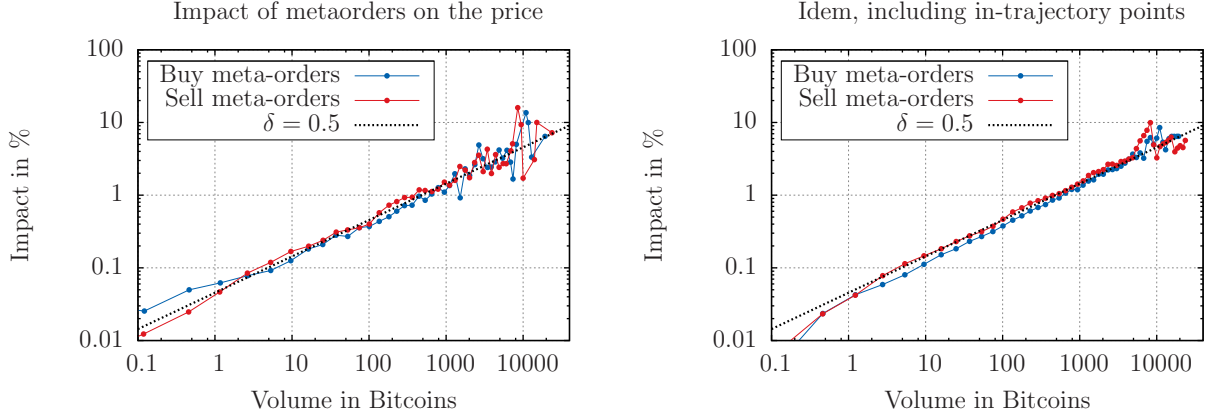 Impact of metaorders on the price
Impact in %
100
10
1
0.1
0.01
Buy meta-orders
Sell meta-orders
δ = 0.5
0.1 1 10 100 1000 10000
Volume in Bitcoins
Idem, including in-trajectory points
Impact in %
100
10
1
0.1
0.01
Buy meta-orders
Sell meta-orders
δ = 0.5
0.1 1 10 100 1000 10000
Volume in Bitcoins